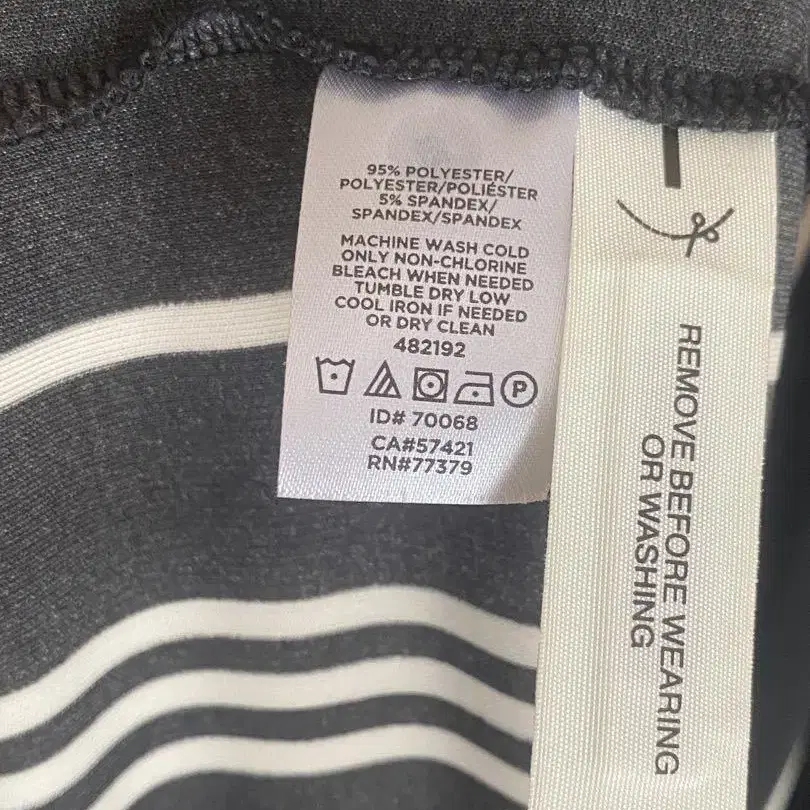 95% POLYESTER/
POLYESTER/POLIÉSTER
5% SPANDEX/
SPANDEX/SPANDEX
MACHINE WASH COLD
ONLY NON-CHLORINE
BLEACH WHEN NEEDED
TUMBLE DRY LOW
COOL IRON IF NEEDED
OR DRY CLEAN
482192
P
ID# 70068
CA#57421
RN#77379
REMOVE BEFORE WEARING
OR WASHING